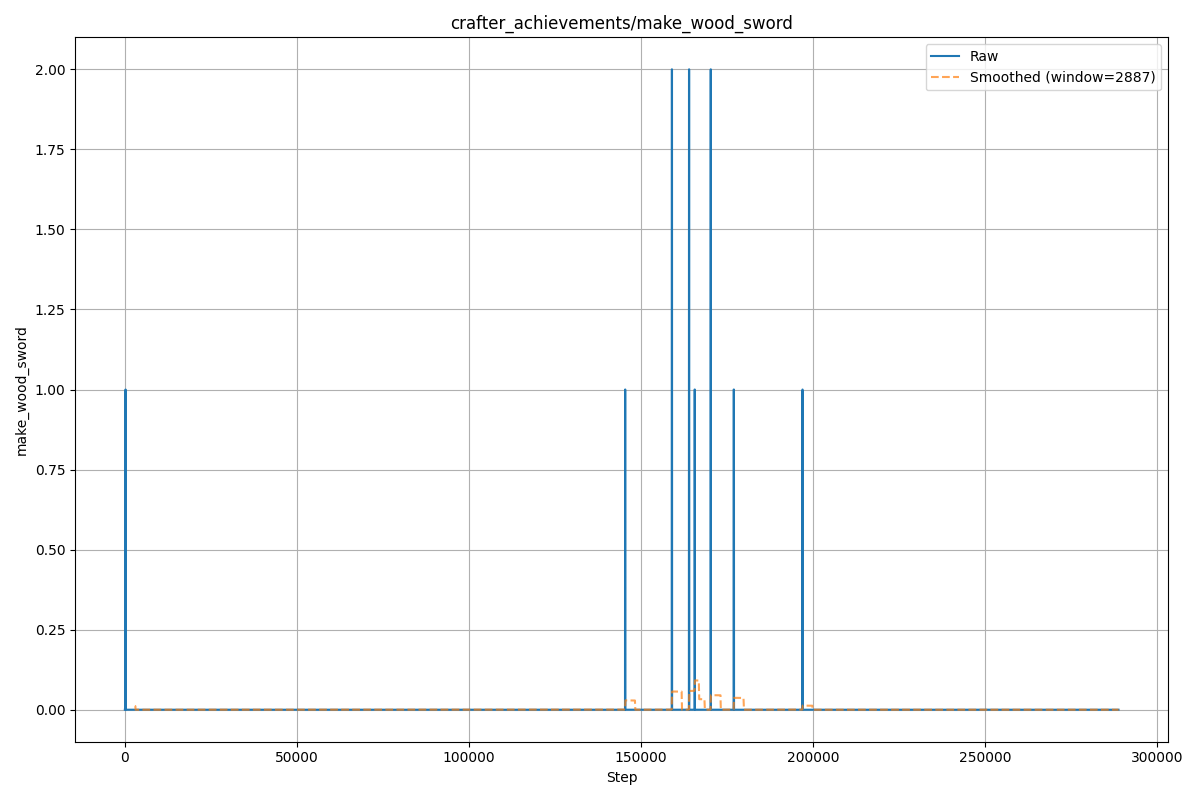 crafter_achievements/make_wood_sword
Raw
Smoothed (window=2887)
make_wood_sword
2.00
1.75
1.50
1.25
1.00
0.75
0.50
0.25
0.00
0 50000 100000 150000 200000 250000 300000
Step